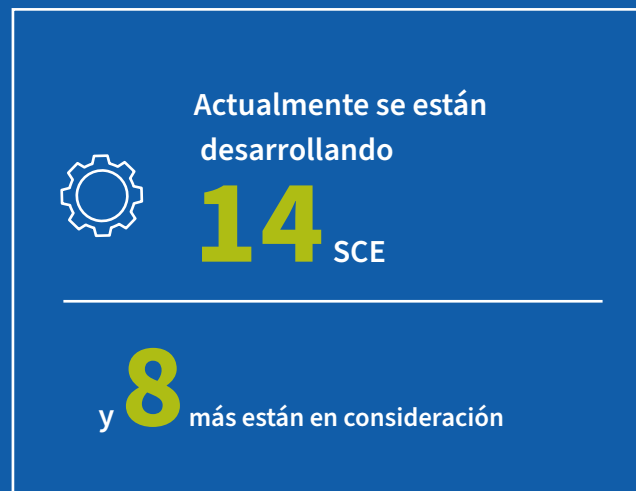 Actualmente se están
desarrollando
14 SCE
y 8 más están en consideración